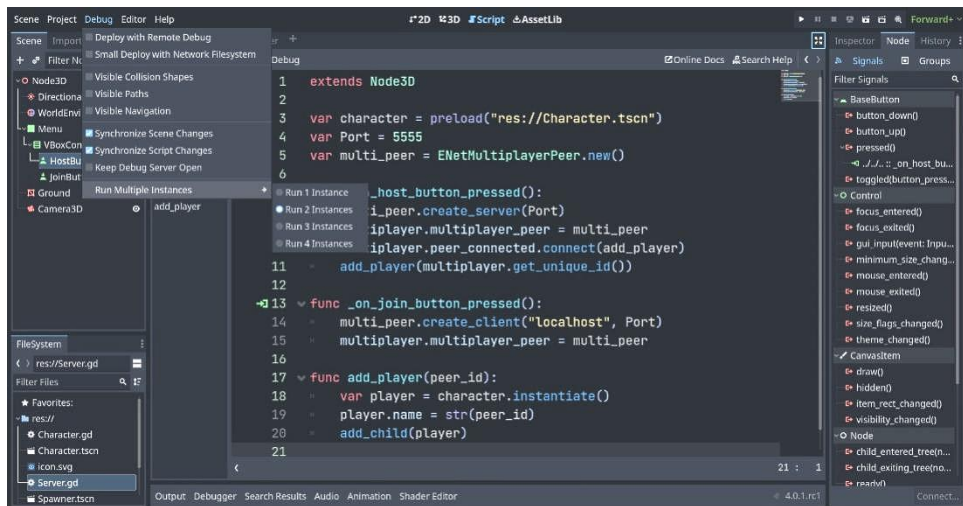 Scene Project Debug Editor Help
2D 3D Script AssetLib
Forward+
Scene Import
Filter No
Node3D
Directiona
WorldEnvi
Menu
VBoxCon
HostBu
JoinBut
Ground
Camera3D
Deploy with Remote Debug
Small Deploy with Network Filesystem
Visible Collision Shapes
Visible Paths
Visible Navigation
Synchronize Scene Changes
Synchronize Script Changes
Keep Debug Server Open
Run Multiple Instances
Run 1 Instance
Run 2 Instances
Run 3 Instances
Run 4 Instances
add_player
Debug
Online Docs Search Help
1 extends Node3D
2
3 var character = preload("res://Character.tscn")
4 var Port = 5555
5 var multi_peer = ENetMultiplayerPeer.new()
6
_host_button_pressed():
i_peer.create_server(Port)
iplayer.multiplayer_peer = multi_peer
iplayer.peer_connected.connect(add_player)
11 add_player(multiplayer.get_unique_id())
12
13 func _on_join_button_pressed():
14 multi_peer.create_client("localhost", Port)
15 multiplayer.multiplayer_peer = multi_peer
16
17 func add_player(peer_id):
18 var player = character.instantiate()
19 player.name = str(peer_id)
20 add_child(player)
21
21 : 1
Output Debugger Search Results Audio Animation Shader Editor
4.0.1.rc1
FileSystem
res://Server.gd
Filter Files
Favorites:
res://
Character.gd
Character.tscn
icon.svg
Server.gd
Spawner.tscn
Inspector Node History
Signals Groups
Filter Signals
BaseButton
button_down()
button_up()
pressed()
../../.. :: _on_host_bu...
toggled(button_press...
Control
focus_entered()
focus_exited()
gui_input(event: Inpu...
minimum_size_chang...
mouse_entered()
mouse_exited()
resized()
size_flags_changed()
theme_changed()
CanvasItem
draw()
hidden()
item_rect_changed()
visibility_changed()
Node
child_entered_tree(n...
child_exiting_tree(no...
ready()
Connect...